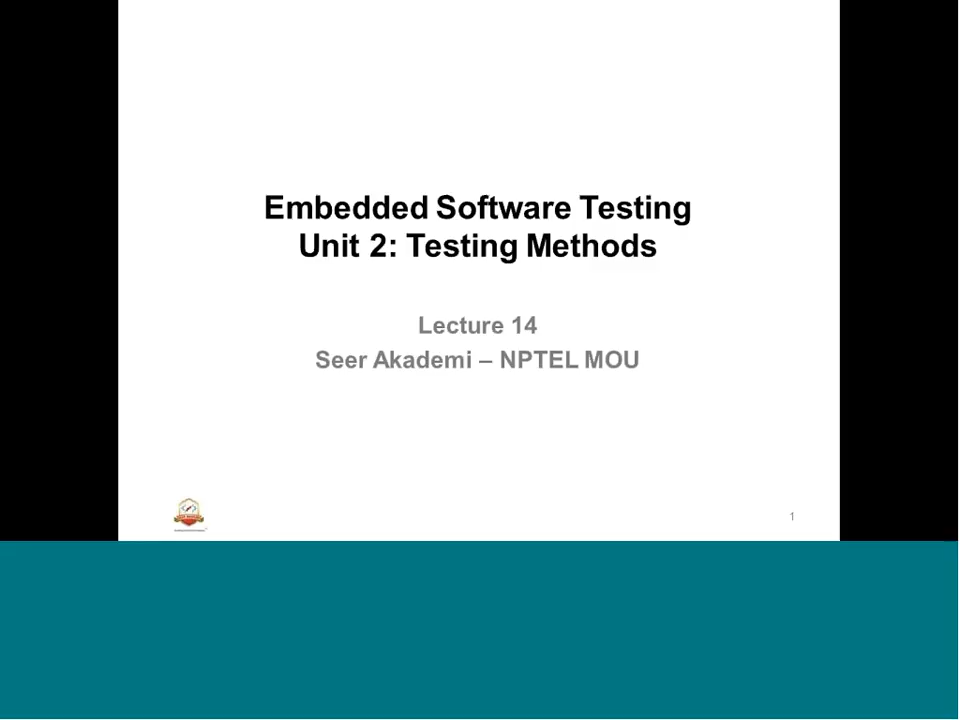 Embedded Software Testing
Unit 2: Testing Methods
Lecture 14
Seer Akademi – NPTEL MOU
1